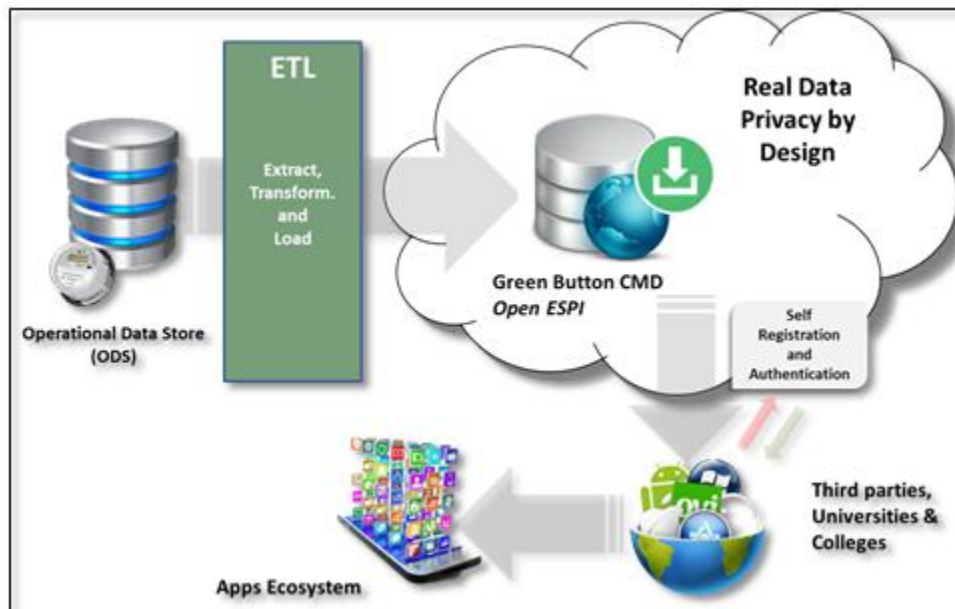 ETL
Extract,
Transform.
and
Load
Operational Data Store
(ODS)
Real Data
Privacy by
Design
Green Button CMD
Open ESPI
Self
Registration
and
Authentication
ovi
Third parties,
Universities &
Colleges
Apps Ecosystem